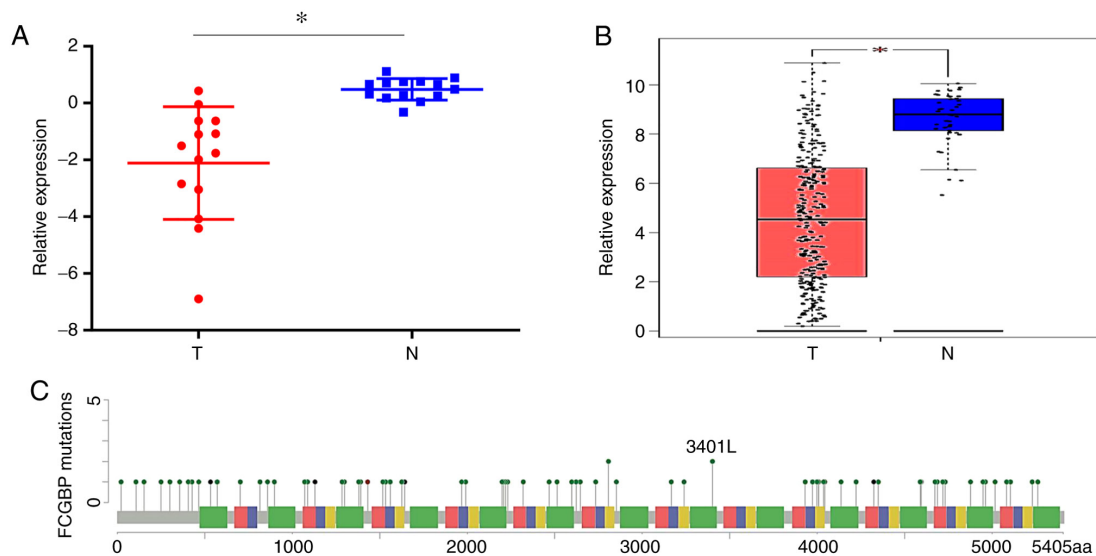 A
*
Relative expression
2
0
−2
−4
−6
−8
T
N
B
*
Relative expression
10
8
6
4
2
0
T
N
C
FCGBP mutations
5
0
3401L
0
1000
2000
3000
4000
5000
5405aa